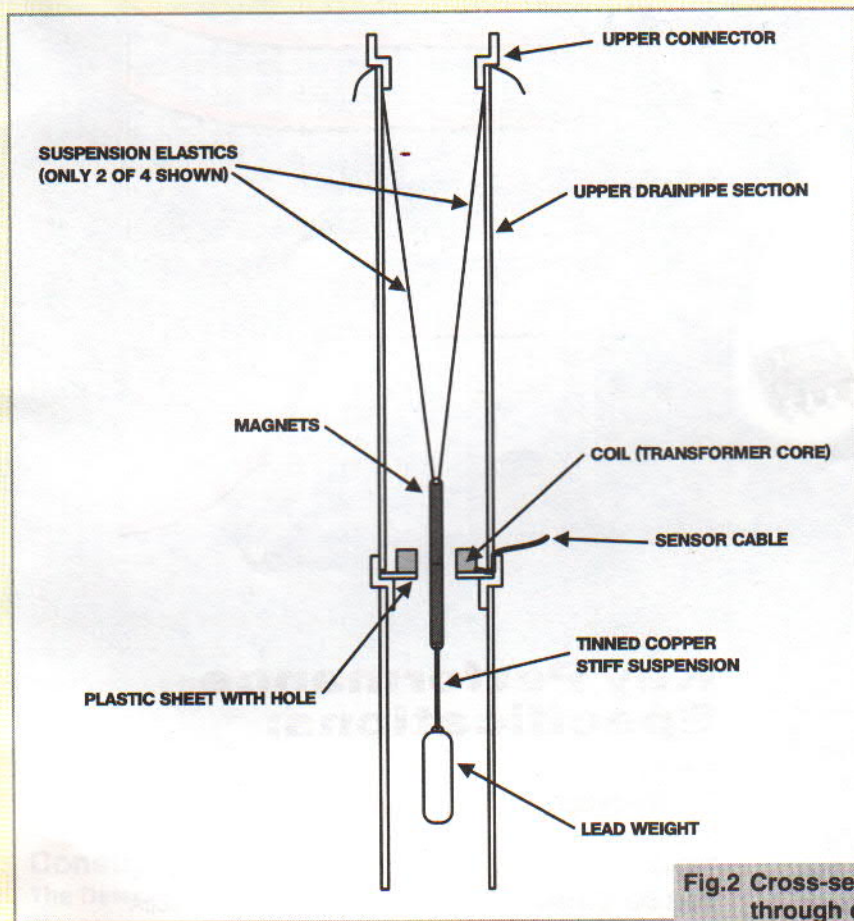 UPPER CONNECTOR
SUSPENSION ELASTICS
(ONLY 2 OF 4 SHOWN)
UPPER DRAINPIPE SECTION
MAGNETS
COIL (TRANSFORMER CORE)
SENSOR CABLE
TINNED COPPER
STIFF SUSPENSION
PLASTIC SHEET WITH HOLE
LEAD WEIGHT
Fig.2 Cross-se
through